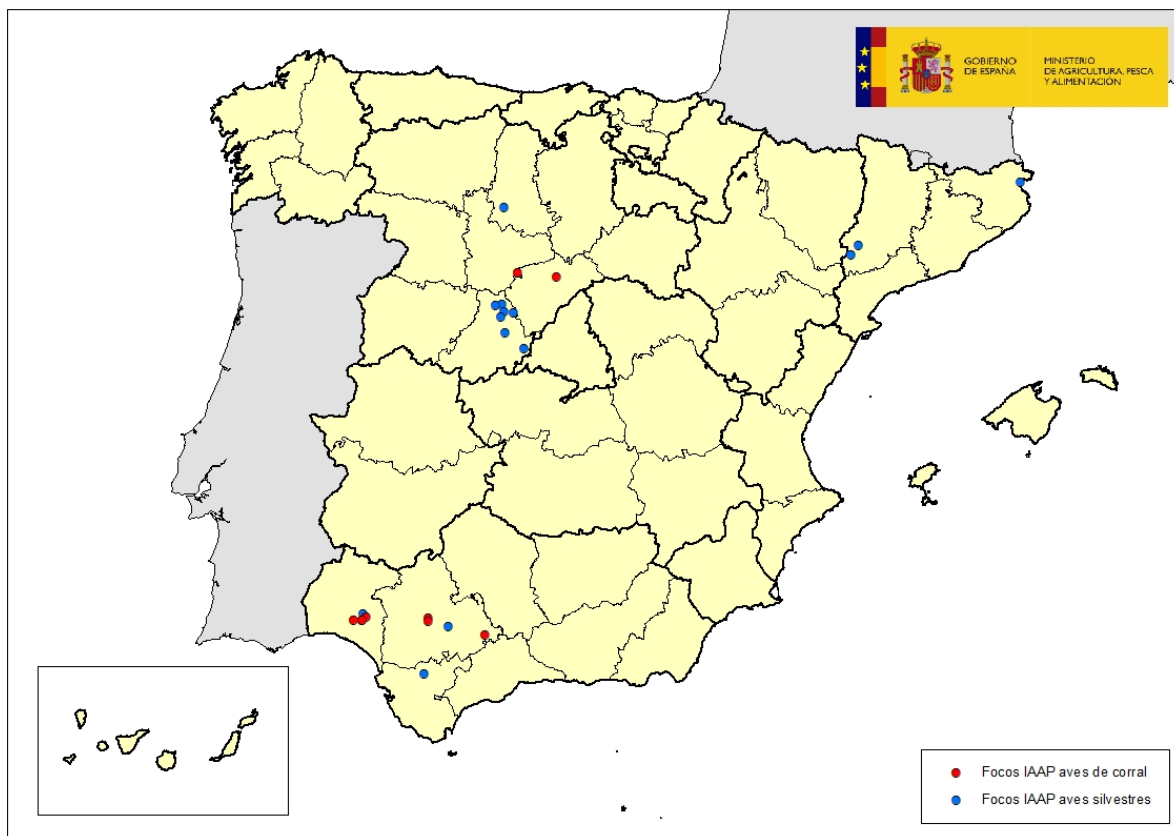 GOBIERNO
DE ESPAÑA
MINISTERIO
DE AGRICULTURA, PESCA
Y ALIMENTACIÓN
Focos IAAP aves de corral
Focos IAAP aves silvestres